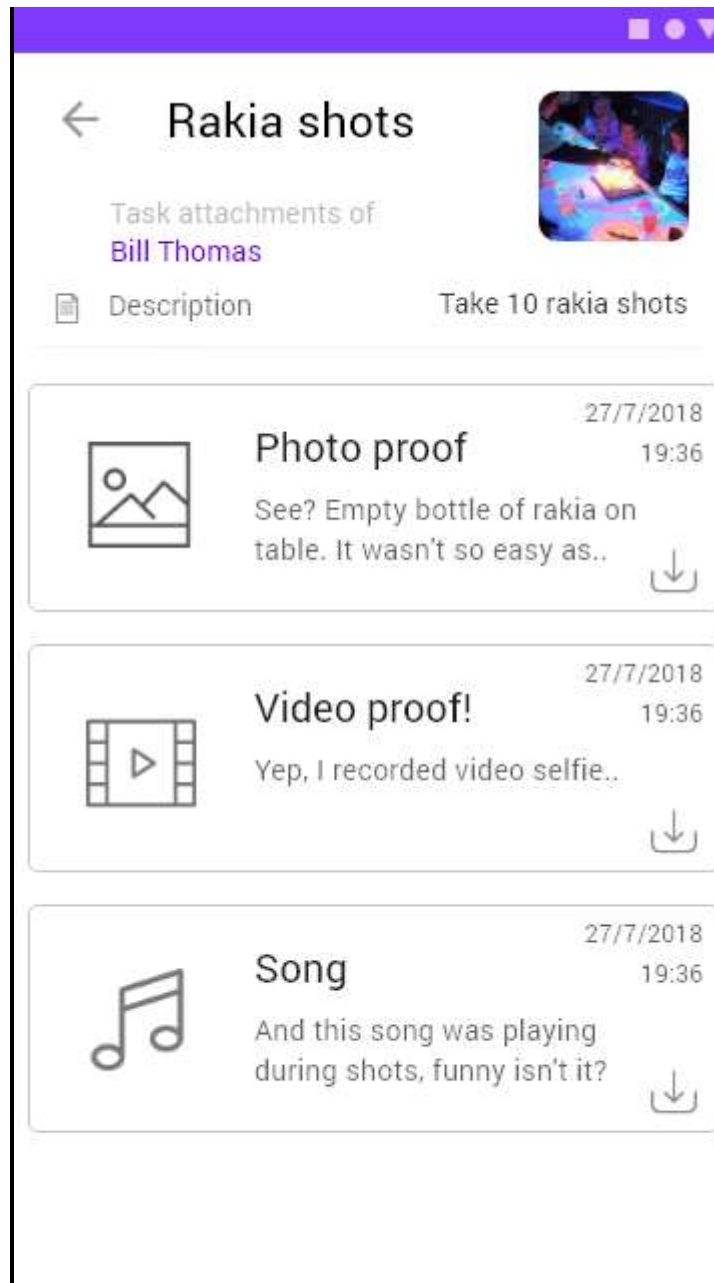 Rakia shots
Task attachments of
Bill Thomas
Description
Take 10 rakia shots
27/7/2018
Photo proof
19:36
See? Empty bottle of rakia on
table. It wasn't so easy as..
27/7/2018
Video proof!
19:36
Yep, I recorded video selfie..
27/7/2018
Song
19:36
And this song was playing
during shots, funny isn't it?